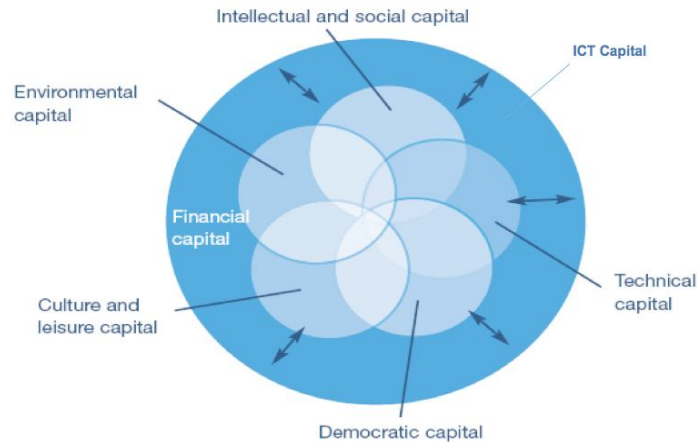 Intellectual and social capital
ICT Capital
Environmental
capital
Financial
capital
Technical
capital
Culture and
leisure capital
Democratic capital